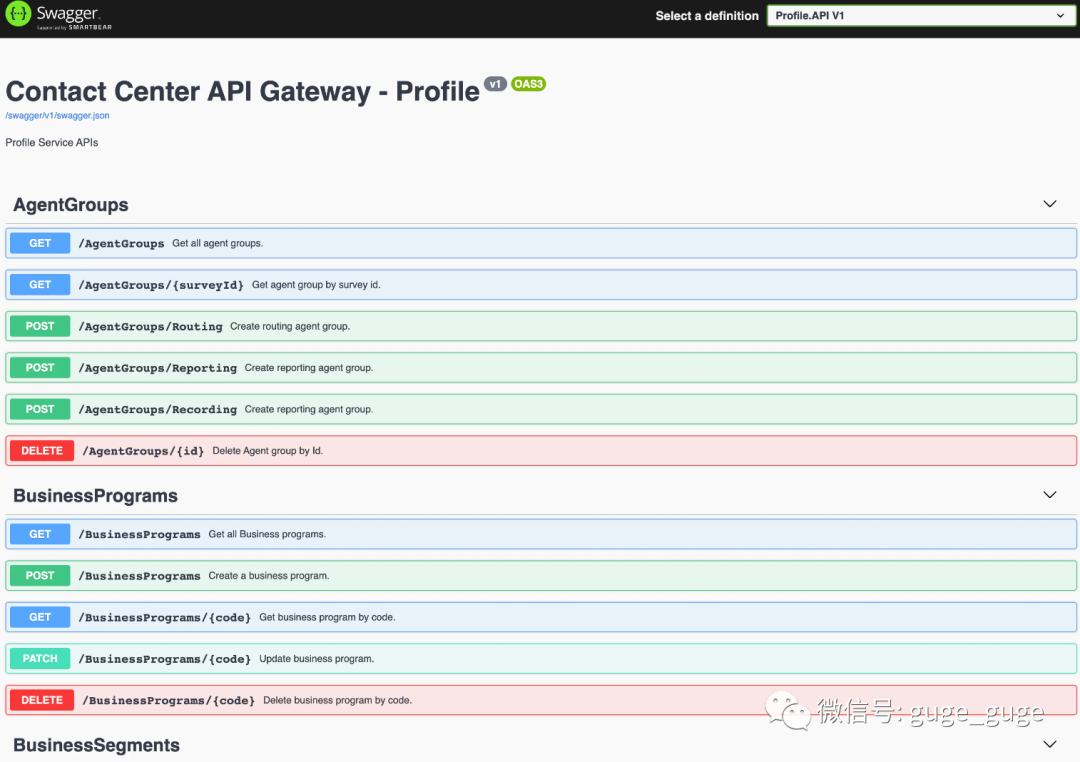 Swagger.
Supported by SMARTBEAR
Select a definition
Profile.API V1
Contact Center API Gateway - Profile v1 OAS3
/swagger/v1/swagger.json
Profile Service APIs
AgentGroups
GET /AgentGroups Get all agent groups.
GET /AgentGroups/{surveyId} Get agent group by survey id.
POST /AgentGroups/Routing Create routing agent group.
POST /AgentGroups/Reporting Create reporting agent group.
POST /AgentGroups/Recording Create reporting agent group.
DELETE /AgentGroups/{id} Delete Agent group by Id.
BusinessPrograms
GET /BusinessPrograms Get all Business programs.
POST /BusinessPrograms Create a business program.
GET /BusinessPrograms/{code} Get business program by code.
PATCH /BusinessPrograms/{code} Update business program.
DELETE /BusinessPrograms/{code} Delete business program by code.
微信号: guge_guge
BusinessSegments